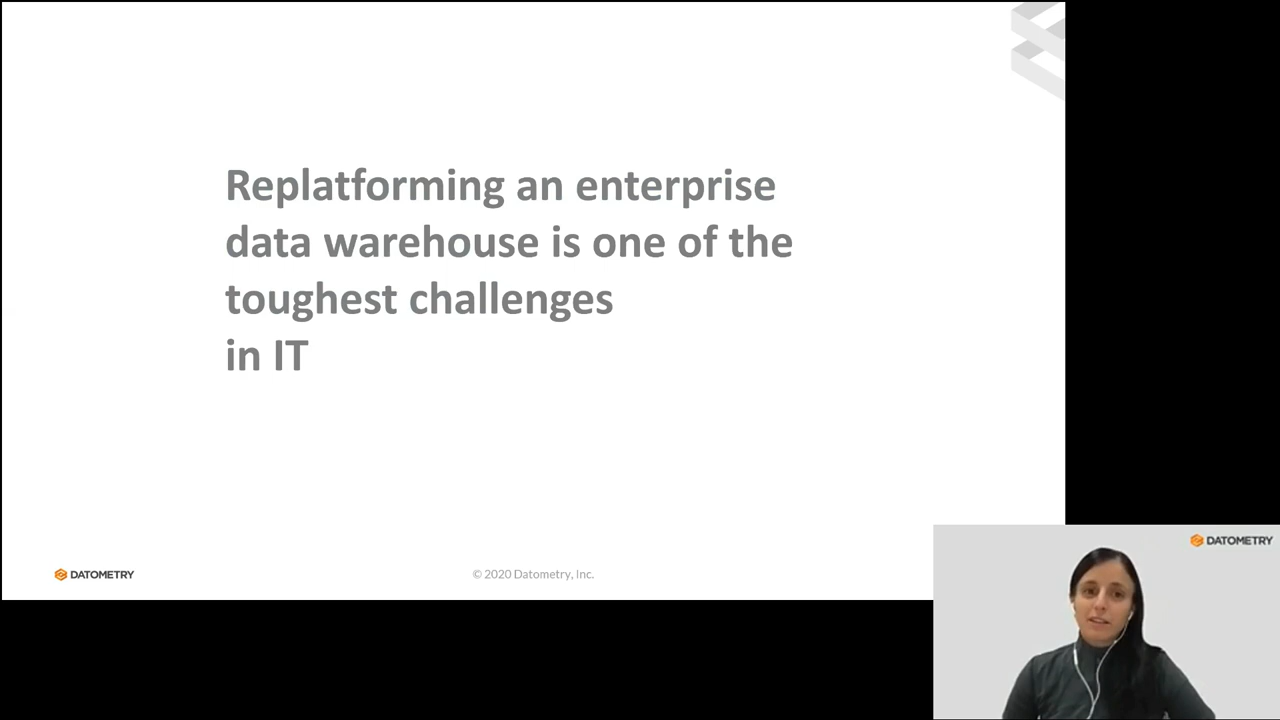 Replatforming an enterprise
data warehouse is one of the
toughest challenges
in IT
DATOMETRY
© 2020 Datometry, Inc.
DATOMETRY